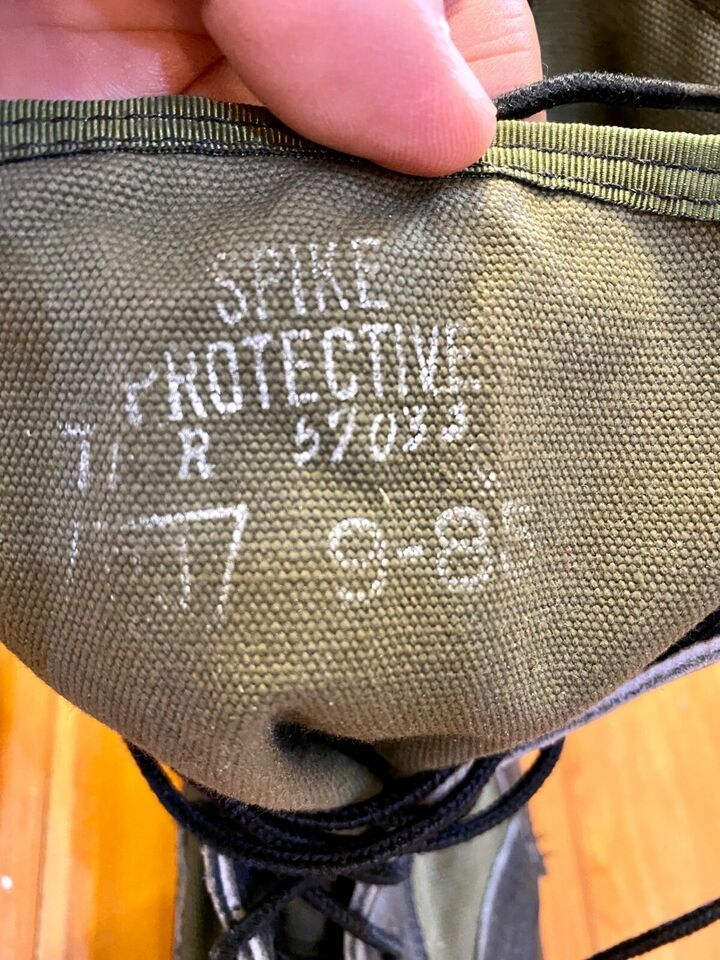 SPIKE
PROTECTIVE
R 57033
9-85